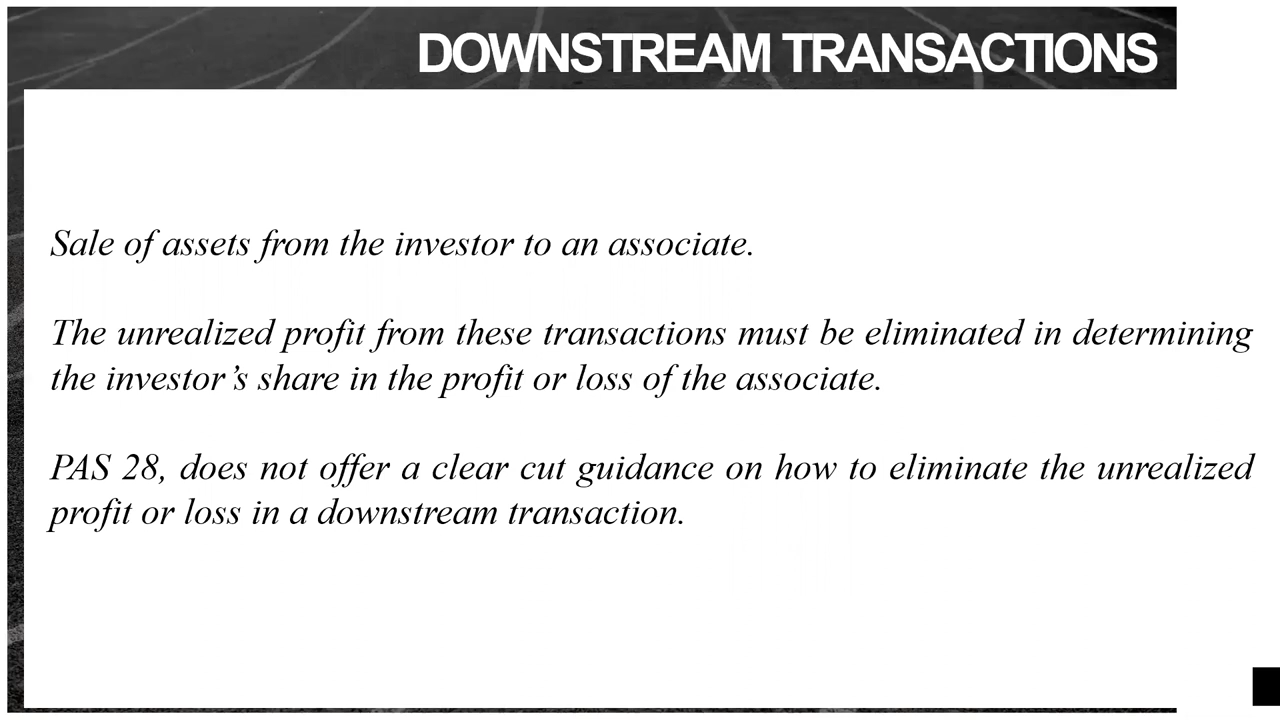 DOWNSTREAM TRANSACTIONS
Sale of assets from the investor to an associate.
The unrealized profit from these transactions must be eliminated in determining
the investor’s share in the profit or loss of the associate.
PAS 28, does not offer a clear cut guidance on how to eliminate the unrealized
profit or loss in a downstream transaction.